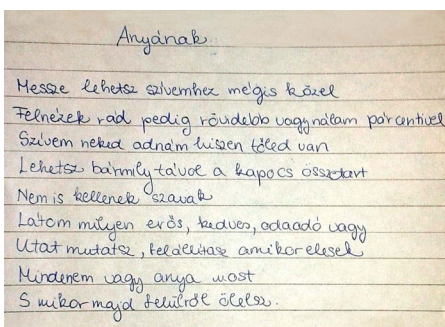 Anyának
Messze lehetsz szívemhez mégis közel
Felnézek rád pedig rövidebb vagy nálam pár centivel
Szívem neked adnám hiszen tőled van
Lehetsz bármily távol a kapocs összetart
Nem is kellenek szavak
Látom milyen erős, kedves, odaadó vagy
Utat mutatsz, felállítasz amikor elesek
Mindenem vagy anya most
S mikor majd felülről ölelsz.